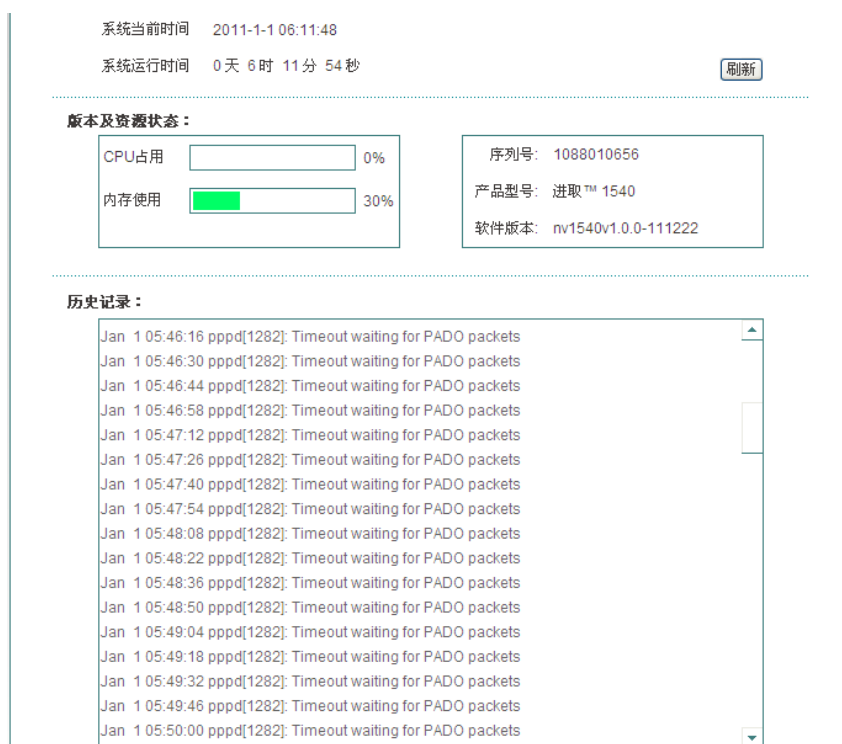 系统当前时间 2011-1-1 06:11:48
系统运行时间 0天 6时 11分 54秒
刷新
版本及资源状态：
CPU占用 0%
内存使用 30%
序列号: 1088010656
产品型号: 进取™ 1540
软件版本: nv1540v1.0.0-111222
历史记录：
Jan 1 05:46:16 pppd[1282]: Timeout waiting for PADO packets
Jan 1 05:46:30 pppd[1282]: Timeout waiting for PADO packets
Jan 1 05:46:44 pppd[1282]: Timeout waiting for PADO packets
Jan 1 05:46:58 pppd[1282]: Timeout waiting for PADO packets
Jan 1 05:47:12 pppd[1282]: Timeout waiting for PADO packets
Jan 1 05:47:26 pppd[1282]: Timeout waiting for PADO packets
Jan 1 05:47:40 pppd[1282]: Timeout waiting for PADO packets
Jan 1 05:47:54 pppd[1282]: Timeout waiting for PADO packets
Jan 1 05:48:08 pppd[1282]: Timeout waiting for PADO packets
Jan 1 05:48:22 pppd[1282]: Timeout waiting for PADO packets
Jan 1 05:48:36 pppd[1282]: Timeout waiting for PADO packets
Jan 1 05:48:50 pppd[1282]: Timeout waiting for PADO packets
Jan 1 05:49:04 pppd[1282]: Timeout waiting for PADO packets
Jan 1 05:49:18 pppd[1282]: Timeout waiting for PADO packets
Jan 1 05:49:32 pppd[1282]: Timeout waiting for PADO packets
Jan 1 05:49:46 pppd[1282]: Timeout waiting for PADO packets
Jan 1 05:50:00 pppd[1282]: Timeout waiting for PADO packets